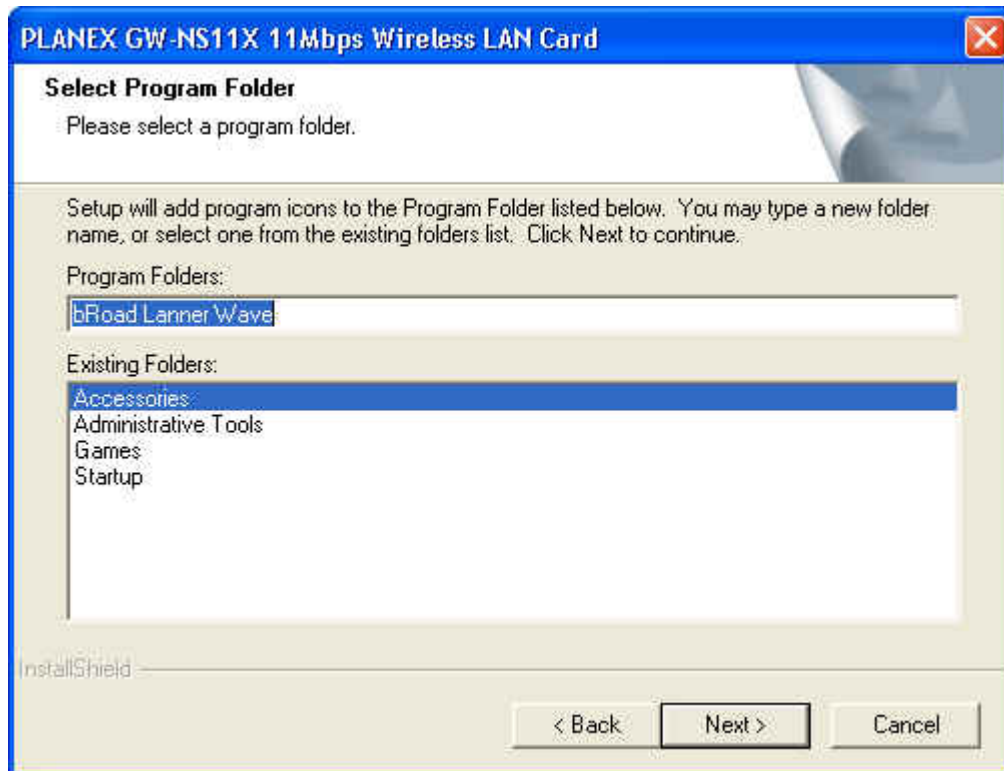 PLANEX GW-NS11X 11Mbps Wireless LAN Card
Select Program Folder
Please select a program folder.
Setup will add program icons to the Program Folder listed below. You may type a new folder
name, or select one from the existing folders list. Click Next to continue.
Program Folders:
bRoad Lanner Wave
Existing Folders:
Accessories
Administrative Tools
Games
Startup
InstallShield
< Back Next > Cancel